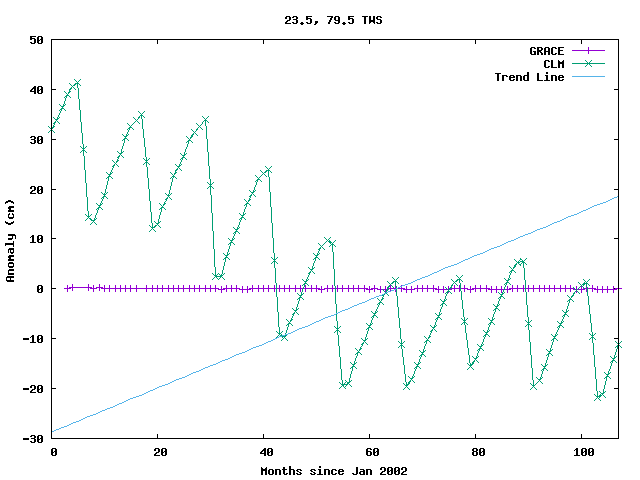 23.5, 79.5 TWS
GRACE
CLM
Trend Line
Anomaly (cm)
50
40
30
20
10
0
-10
-20
-30
0 20 40 60 80 100
Months since Jan 2002